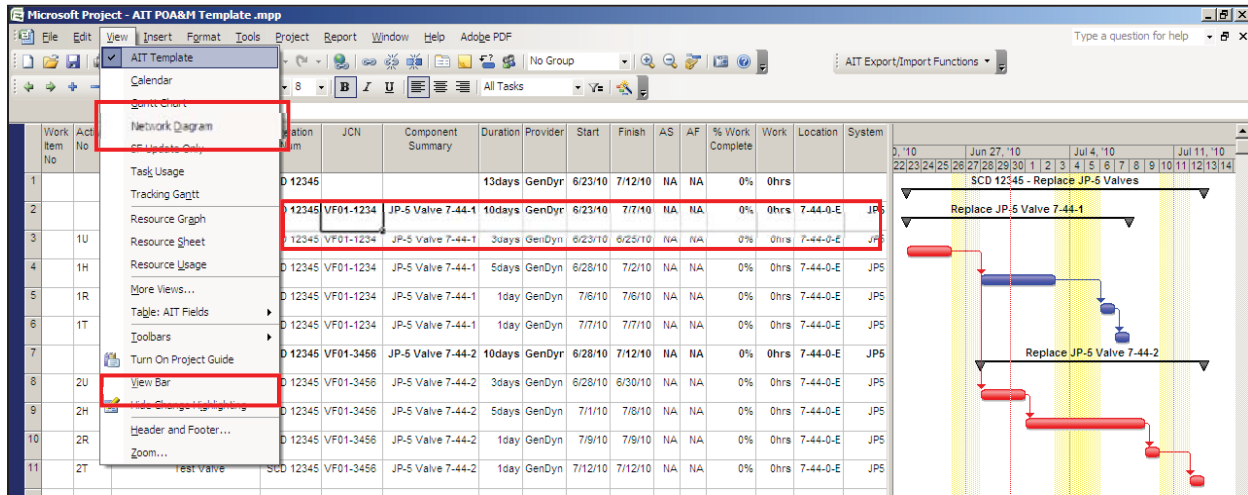 Microsoft Project - AIT POA&M Template .mpp
File Edit View Insert Format Tools Project Report Window Help Adobe PDF Type a question for help
No Group AIT Export/Import Functions
8 B I U All Tasks
AIT Template
Calendar
Gantt Chart
Network Diagram
SF Update Only
Task Usage
Tracking Gantt
Resource Graph
Resource Sheet
Resource Usage
More Views...
Table: AIT Fields
Toolbars
Turn On Project Guide
View Bar
Hide Change Highlighting
Header and Footer...
Zoom...
Work Item No JCN Component Summary Duration Provider Start Finish AS AF % Work Complete Work Location System
, '10 Jun 27, '10 Jul 4, '10 Jul 11, '10
22 23 24 25 26 27 28 29 30 1 2 3 4 5 6 7 8 9 10 11 12 13 14
1 D 12345 13days GenDyn 6/23/10 7/12/10 NA NA 0% 0hrs SCD 12345 - Replace JP-5 Valves
2 D 12345 VF01-1234 JP-5 Valve 7-44-1 10days GenDyn 6/23/10 7/7/10 NA NA 0% 0hrs 7-44-0-E JP5 Replace JP-5 Valve 7-44-1
3 1U D 12345 VF01-1234 JP-5 Valve 7-44-1 3days GenDyn 6/23/10 6/25/10 NA NA 0% 0hrs 7-44-0-E JP5
4 1H D 12345 VF01-1234 JP-5 Valve 7-44-1 5days GenDyn 6/28/10 7/2/10 NA NA 0% 0hrs 7-44-0-E JP5
5 1R D 12345 VF01-1234 JP-5 Valve 7-44-1 1day GenDyn 7/6/10 7/6/10 NA NA 0% 0hrs 7-44-0-E JP5
6 1T D 12345 VF01-1234 JP-5 Valve 7-44-1 1day GenDyn 7/7/10 7/7/10 NA NA 0% 0hrs 7-44-0-E JP5
7 D 12345 VF01-3456 JP-5 Valve 7-44-2 10days GenDyn 6/28/10 7/12/10 NA NA 0% 0hrs 7-44-0-E JP5 Replace JP-5 Valve 7-44-2
8 2U D 12345 VF01-3456 JP-5 Valve 7-44-2 3days GenDyn 6/28/10 6/30/10 NA NA 0% 0hrs 7-44-0-E JP5
9 2H D 12345 VF01-3456 JP-5 Valve 7-44-2 5days GenDyn 7/1/10 7/8/10 NA NA 0% 0hrs 7-44-0-E JP5
10 2R D 12345 VF01-3456 JP-5 Valve 7-44-2 1day GenDyn 7/9/10 7/9/10 NA NA 0% 0hrs 7-44-0-E JP5
11 2T Test Valve SCD 12345 VF01-3456 JP-5 Valve 7-44-2 1day GenDyn 7/12/10 7/12/10 NA NA 0% 0hrs 7-44-0-E JP5